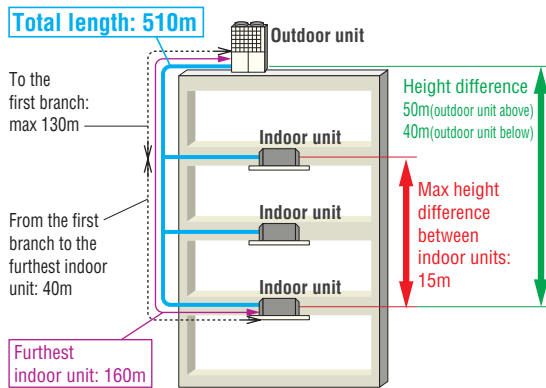 Total length: 510m
Outdoor unit
To the
first branch:
max 130m
Height difference
50m(outdoor unit above)
40m(outdoor unit below)
Indoor unit
Max height
difference
between
indoor units:
15m
From the first
branch to the
furthest indoor
unit: 40m
Indoor unit
Indoor unit
Furthest
indoor unit: 160m